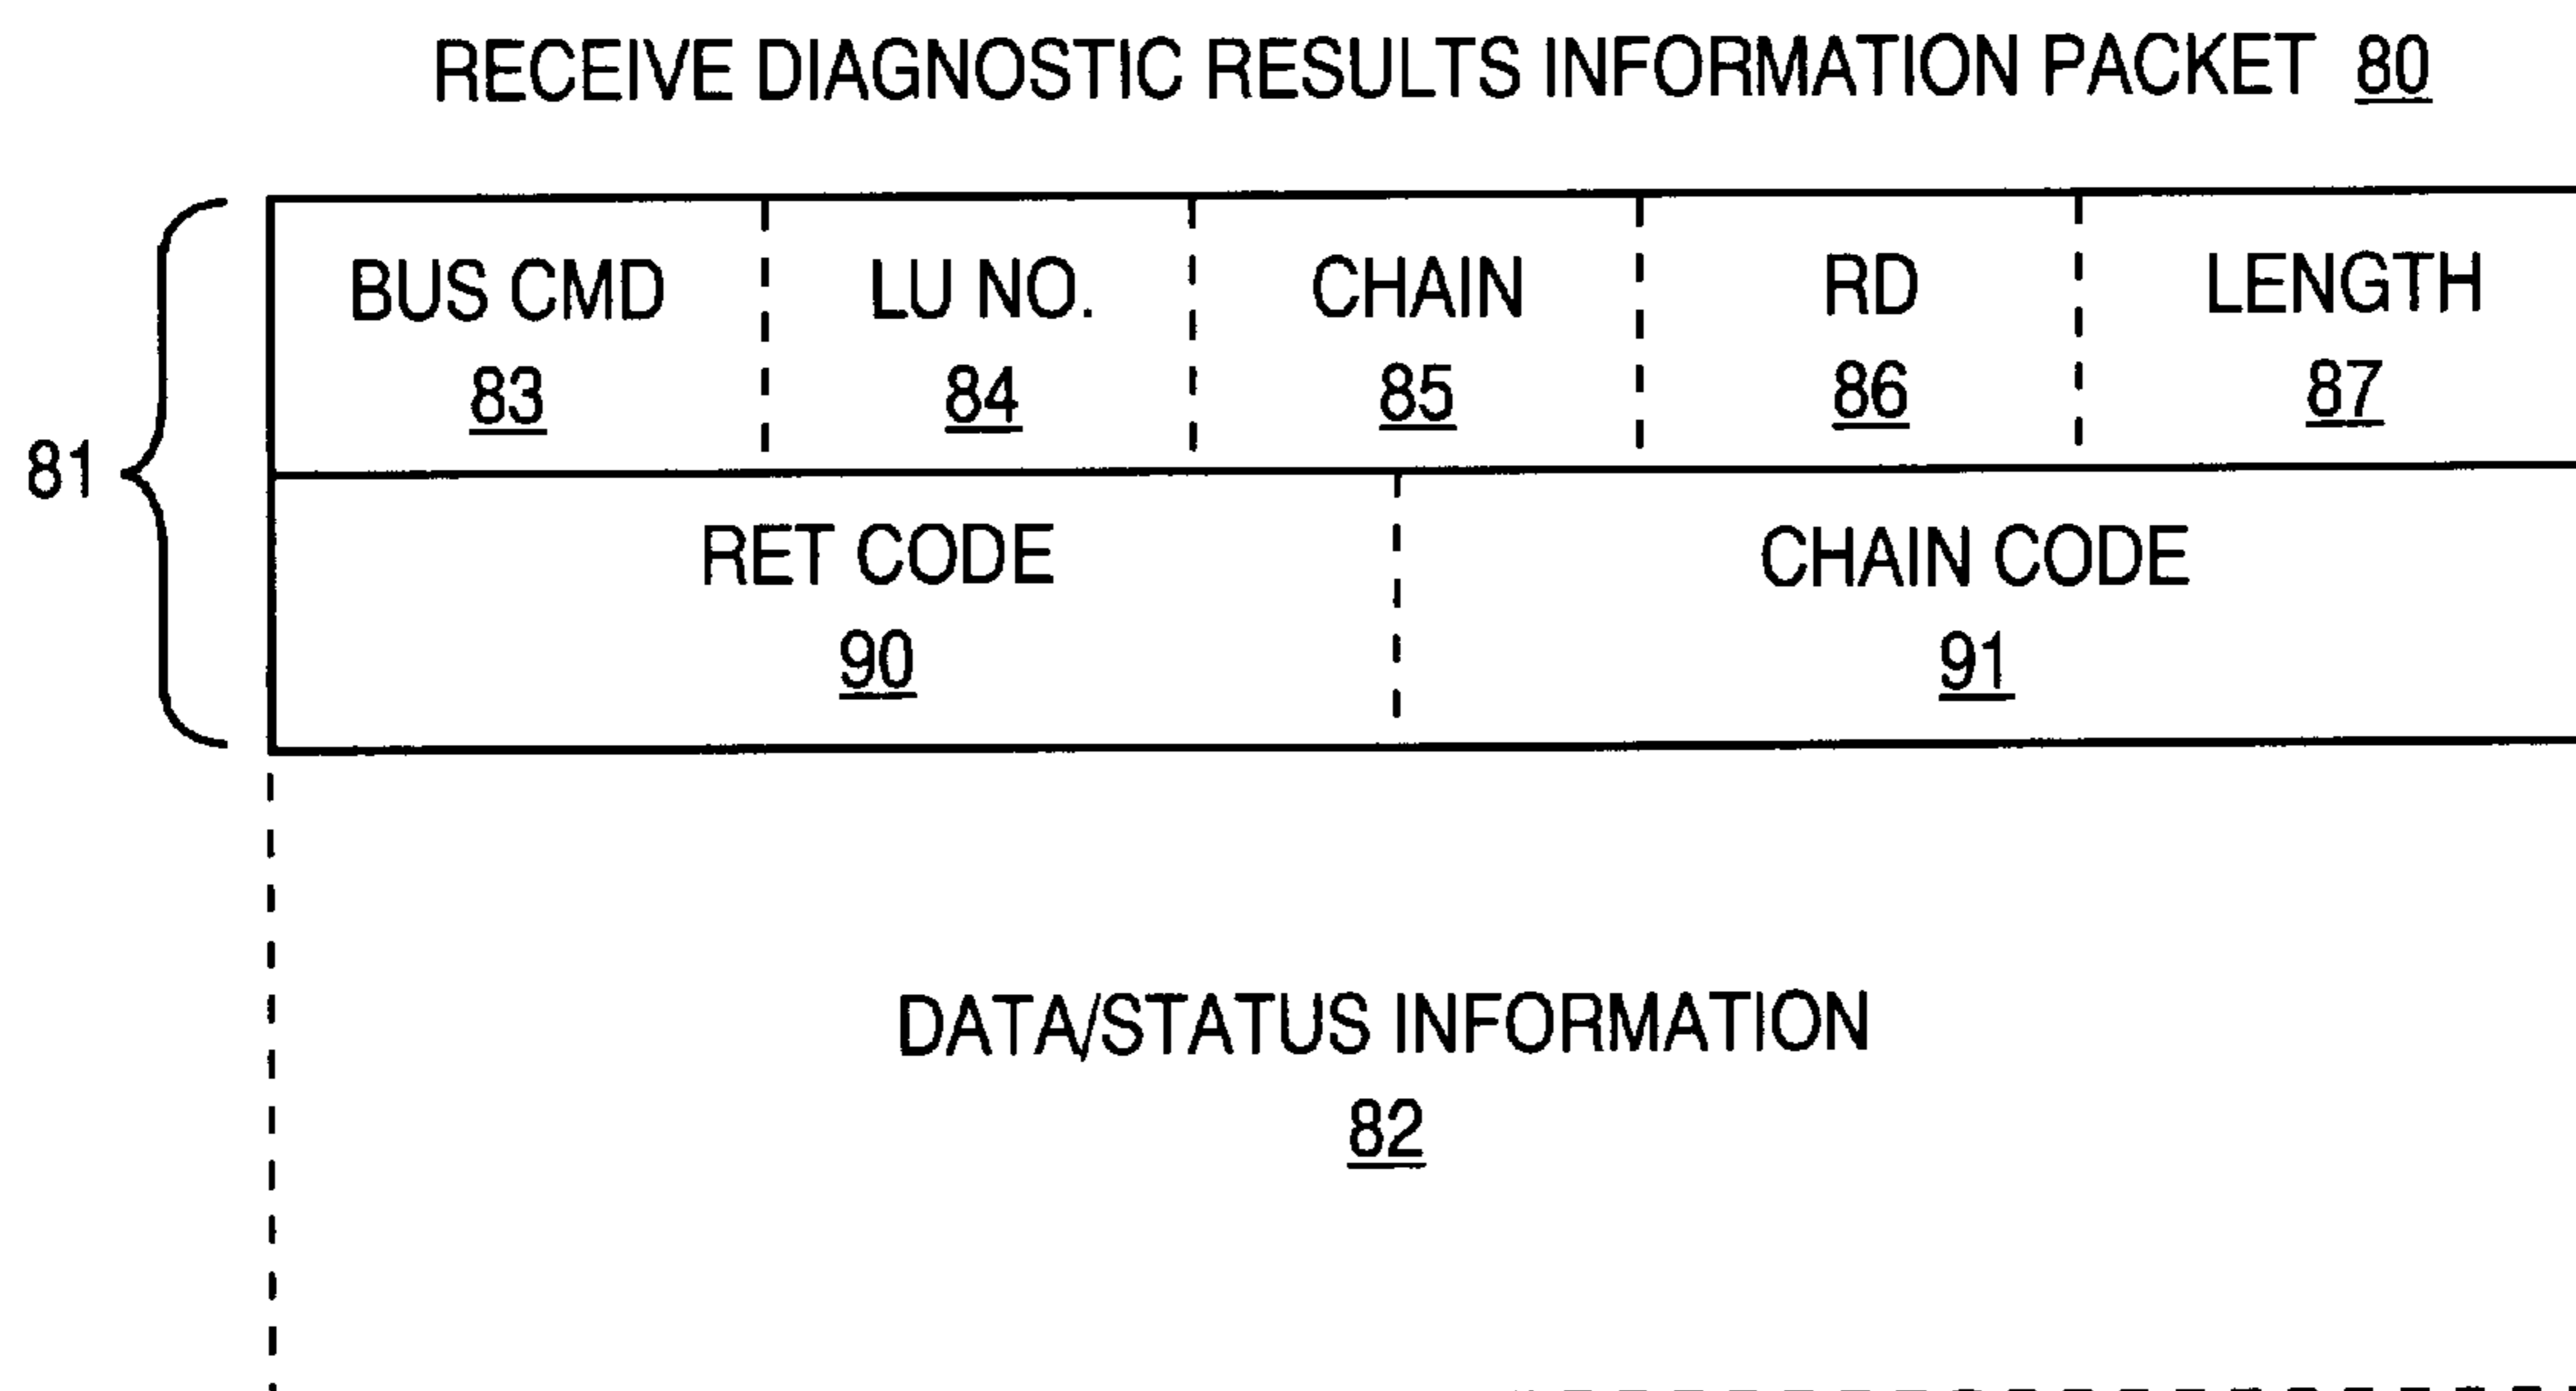 RECEIVE DIAGNOSTIC RESULTS INFORMATION PACKET 80
BUS CMD LU NO. CHAIN RD LENGTH
83 84 85 86 87
81
RET CODE CHAIN CODE
90 91
DATA/STATUS INFORMATION
82